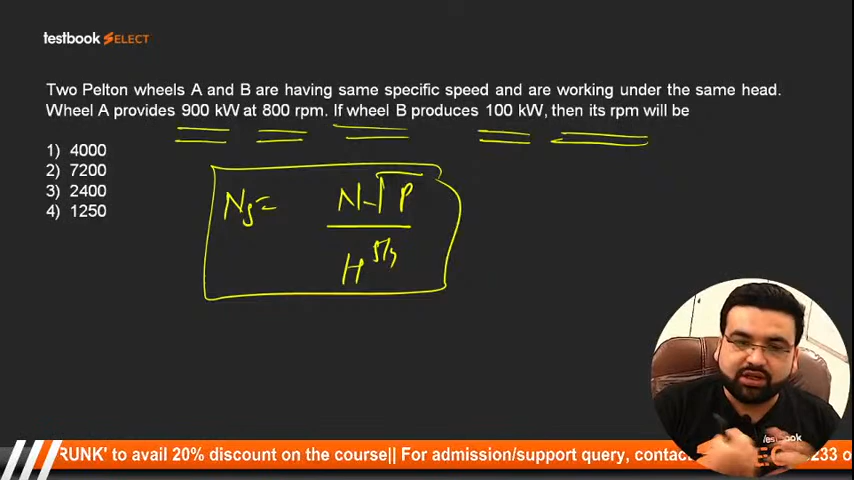 testbook SELECT
Two Pelton wheels A and B are having same specific speed and are working under the same head.
Wheel A provides 900 kW at 800 rpm. If wheel B produces 100 kW, then its rpm will be
1) 4000
2) 7200
3) 2400
4) 1250
Ns = N√P
H^5/4
RUNK' to avail 20% discount on the course|| For admission/support query, contac
233 o